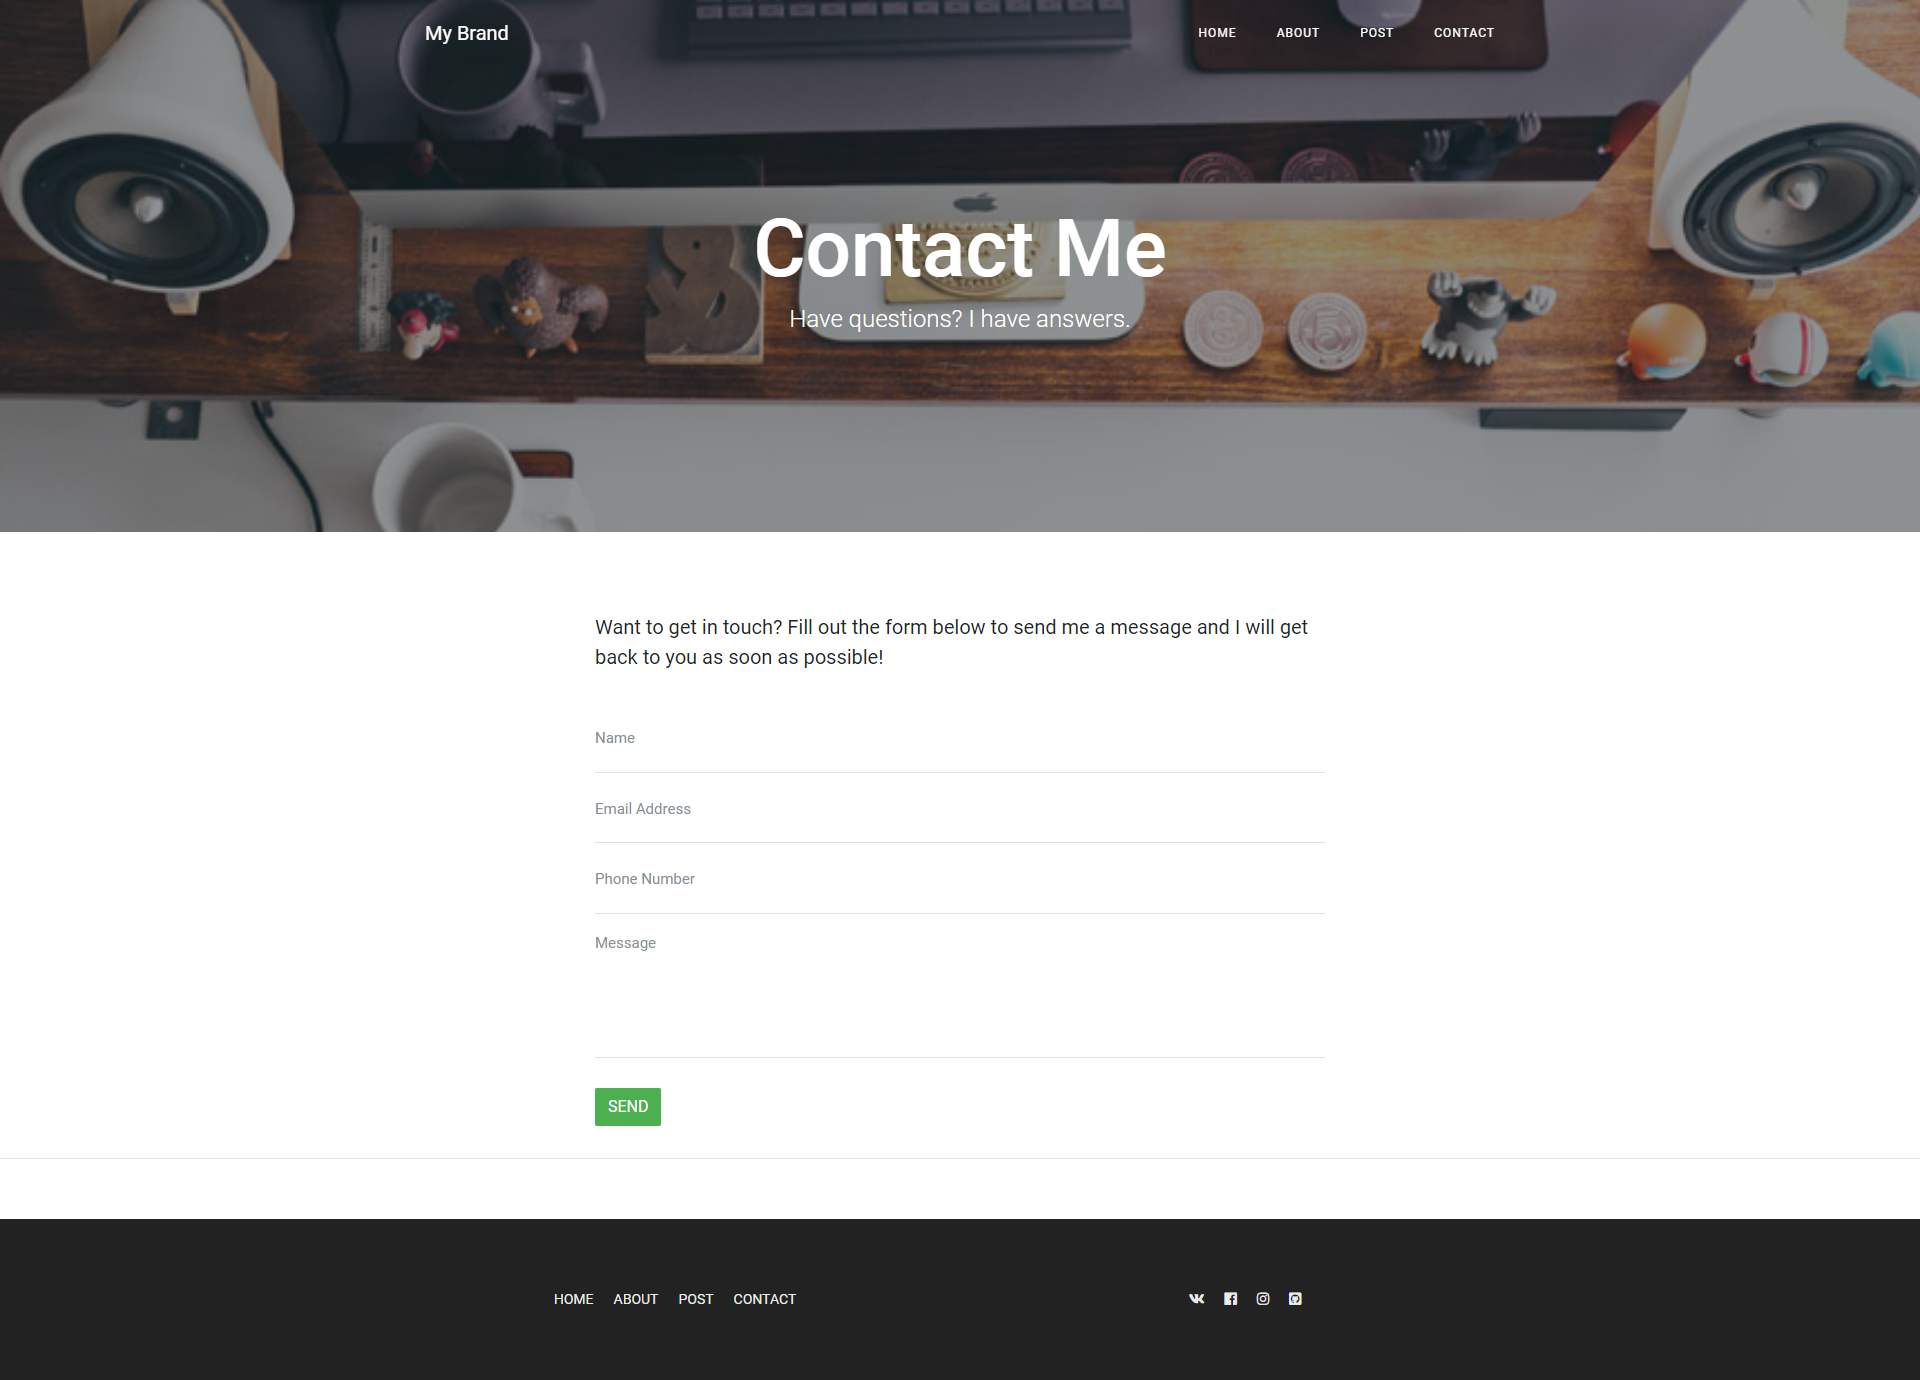 My Brand
HOME ABOUT POST CONTACT
Contact Me
Have questions? I have answers.
Want to get in touch? Fill out the form below to send me a message and I will get
back to you as soon as possible!
Name
Email Address
Phone Number
Message
SEND
HOME ABOUT POST CONTACT